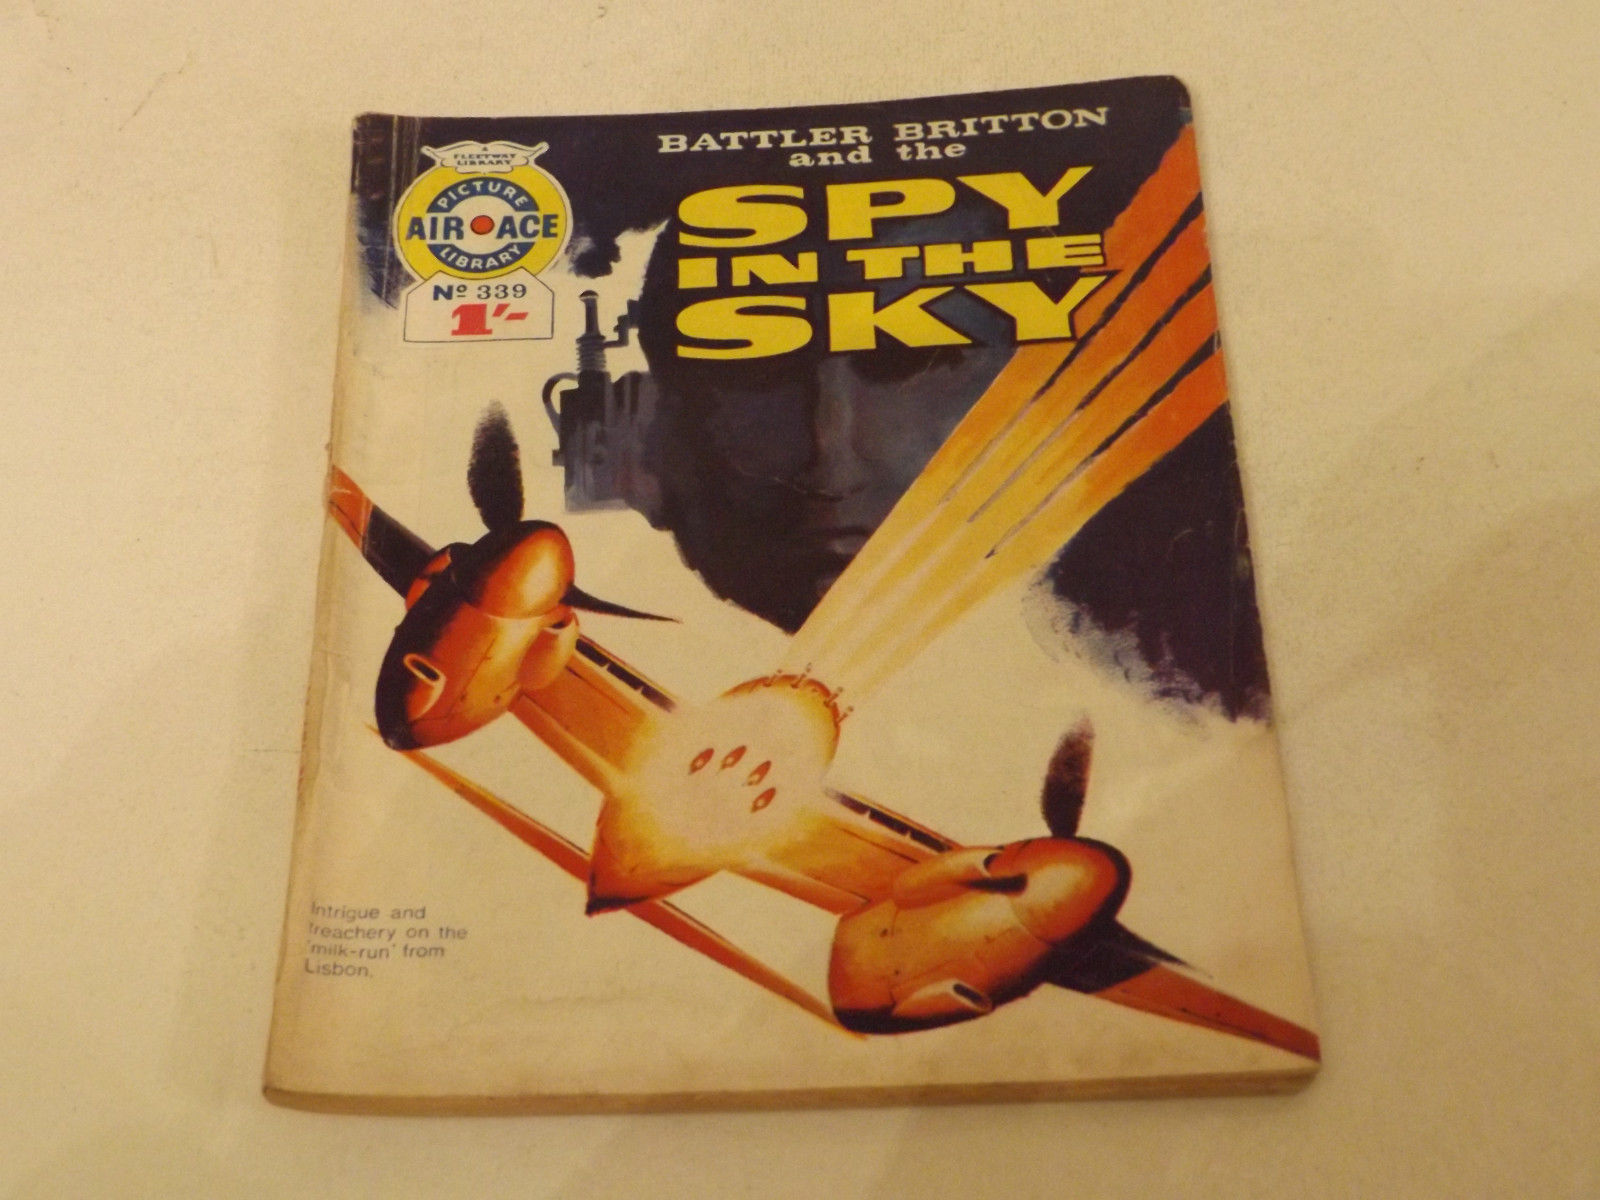 A
FLEETWAY
LIBRARY
PICTURE
AIR ACE
LIBRARY
Nº 339
1'-
BATTLER BRITTON
and the
SPY
IN THE
SKY
Intrigue and
treachery on the
'milk-run' from
Lisbon.